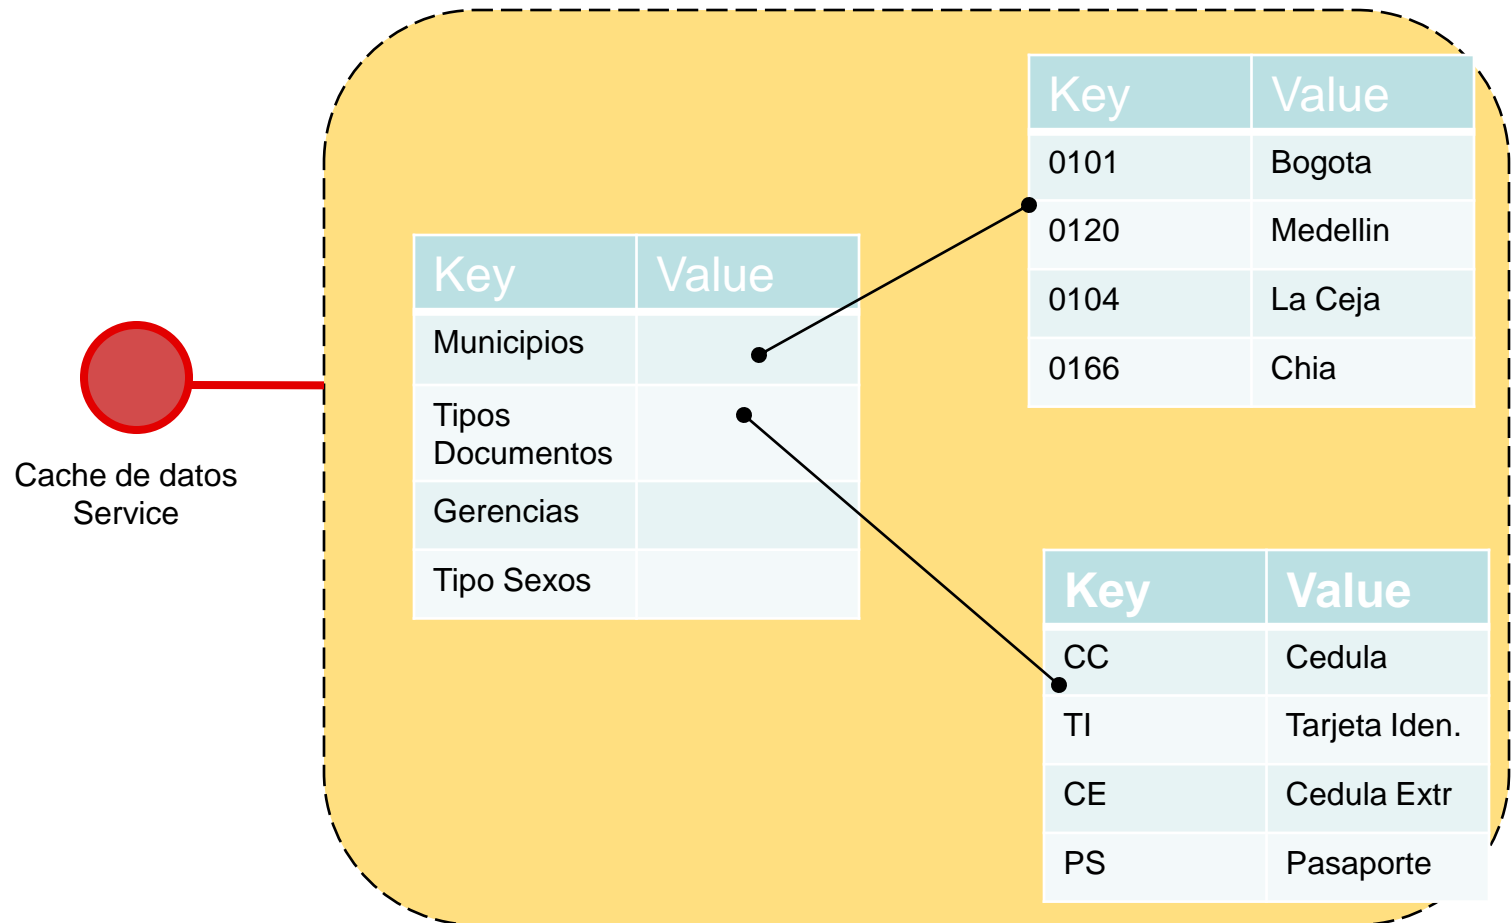 Cache de datos
Service
Key Value
Municipios
Tipos
Documentos
Gerencias
Tipo Sexos
Key Value
0101 Bogota
0120 Medellin
0104 La Ceja
0166 Chia
Key Value
CC Cedula
TI Tarjeta Iden.
CE Cedula Extr
PS Pasaporte